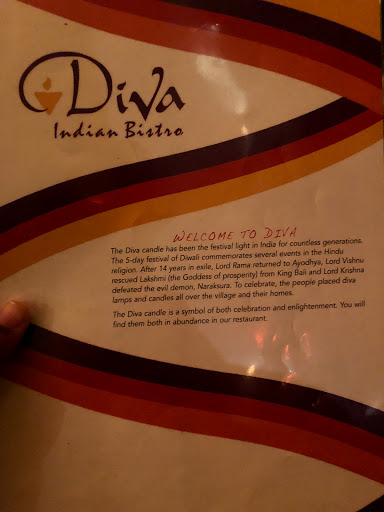 Diva
Indian Bistro
WELCOME TO DIVA
The Diva candle has been the festival light in India for countless generations.
The 5-day festival of Diwali commemorates several events in the Hindu
religion. After 14 years in exile, Lord Rama returned to Ayodhya, Lord Vishnu
rescued Lakshmi (the Goddess of prosperity) from King Bali and Lord Krishna
defeated the evil demon, Naraksura. To celebrate, the people placed diva
lamps and candles all over the village and their homes.
The Diva candle is a symbol of both celebration and enlightenment. You will
find them both in abundance in our restaurant.